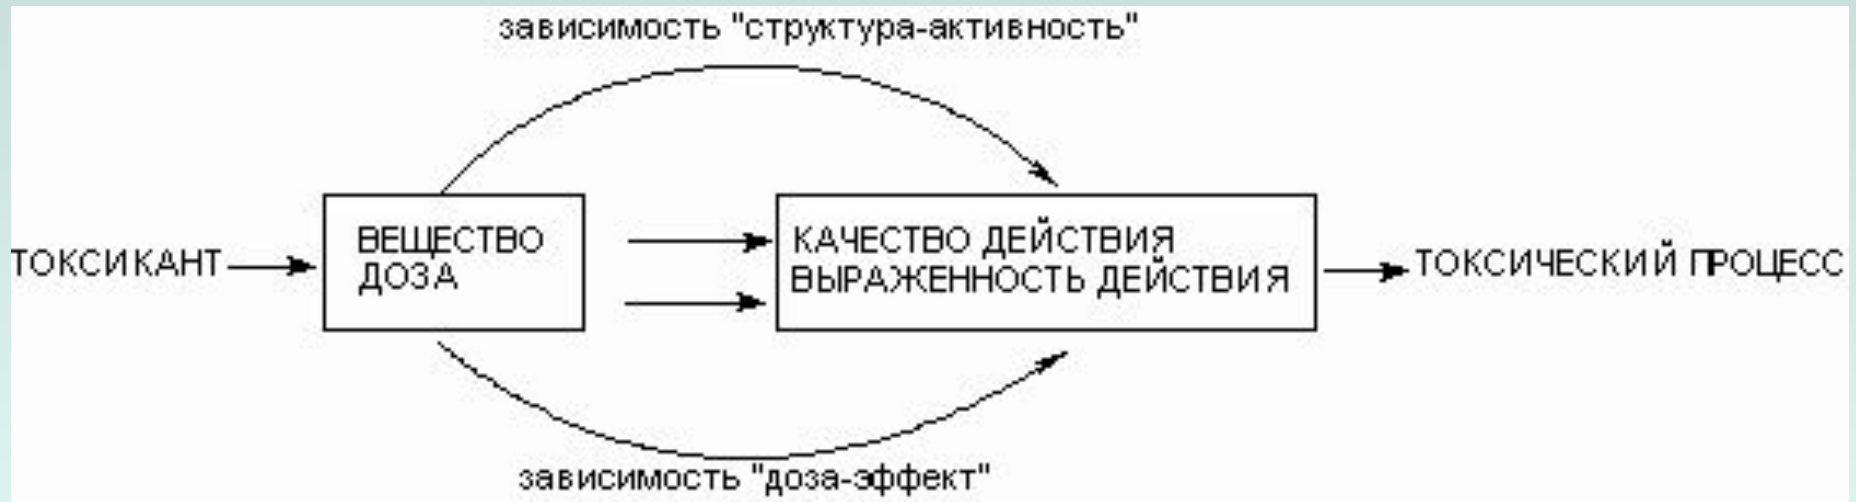 зависимость "структура-активность"
ТОКСИКАНТ
ВЕЩЕСТВО
ДОЗА
КАЧЕСТВО ДЕЙСТВИЯ
ВЫРАЖЕННОСТЬ ДЕЙСТВИЯ
ТОКСИЧЕСКИЙ ПРОЦЕСС
зависимость "доза-эффект"